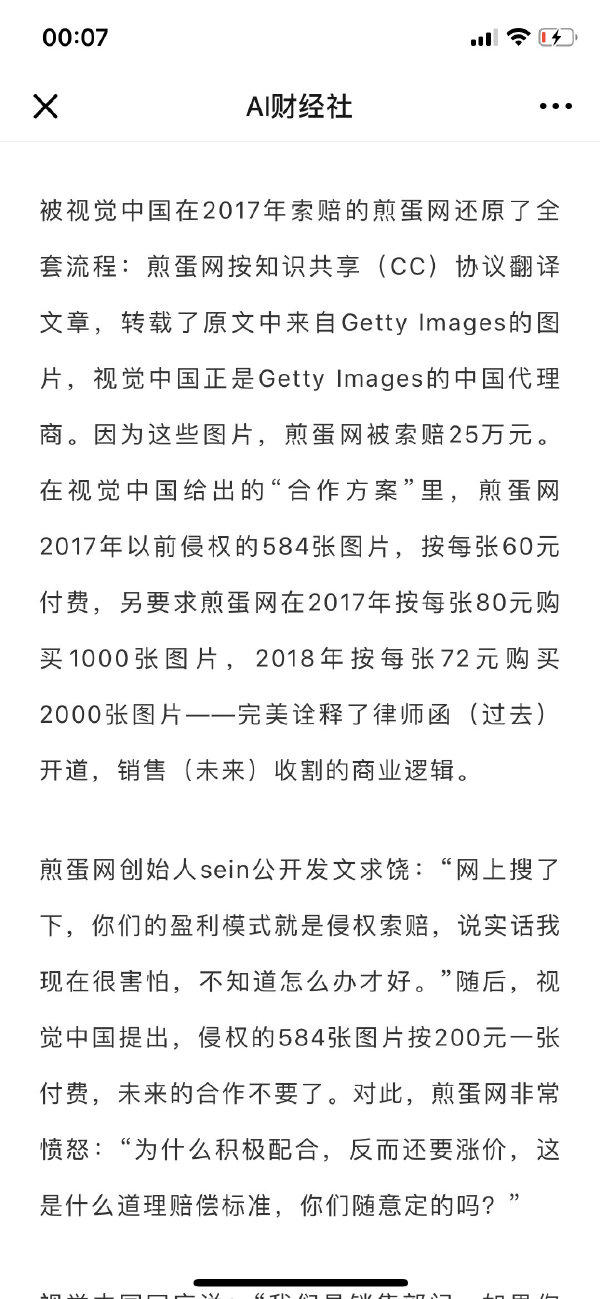 00:07
AI财经社
被视觉中国在2017年索赔的煎蛋网还原了全
套流程：煎蛋网按知识共享（CC）协议翻译
文章，转载了原文中来自Getty Images的图
片，视觉中国正是Getty Images的中国代理
商。因为这些图片，煎蛋网被索赔25万元。
在视觉中国给出的“合作方案”里，煎蛋网
2017年以前侵权的584张图片，按每张60元
付费，另要求煎蛋网在2017年按每张80元购
买1000张图片，2018年按每张72元购买
2000张图片——完美诠释了律师函（过去）
开道，销售（未来）收割的商业逻辑。
煎蛋网创始人sein公开发文求饶：“网上搜了
下，你们的盈利模式就是侵权索赔，说实话我
现在很害怕，不知道怎么办才好。”随后，视
觉中国提出，侵权的584张图片按200元一张
付费，未来的合作不要了。对此，煎蛋网非常
愤怒：“为什么积极配合，反而还要涨价，这
是什么道理赔偿标准，你们随意定的吗？”